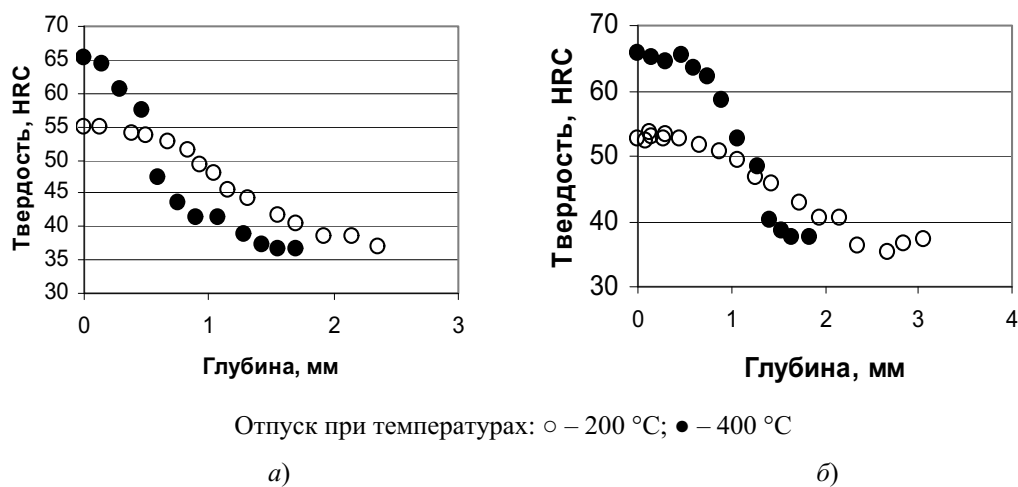 70
65
60
55
50
45
40
35
30
0 1 2 3
Твердость, HRC
Глубина, мм
70
60
50
40
30
0 1 2 3 4
Твердость, HRC
Глубина, мм
Отпуск при температурах: ○ – 200 °C; ● – 400 °C
а) б)